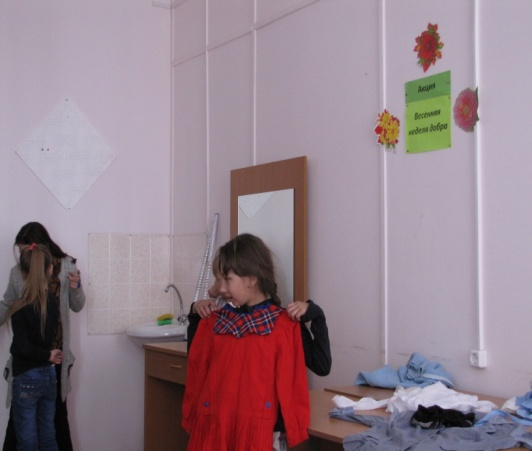 Акция
Весенняя
неделя добра